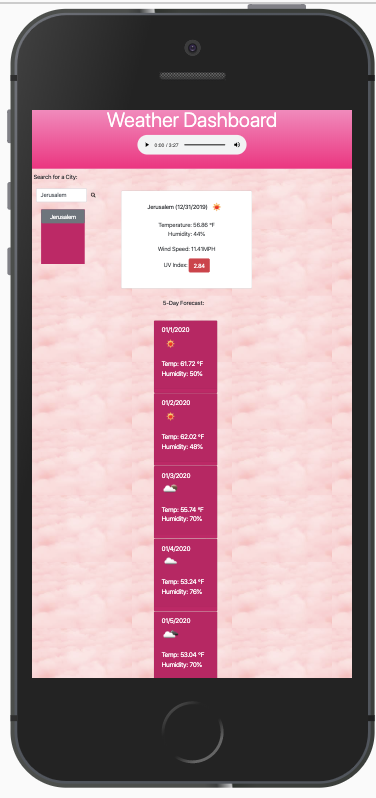 Weather Dashboard
0:00 / 3:27
Search for a City:
Jerusalem
Jerusalem
Jerusalem (12/31/2019)
Temperature: 56.86 °F
Humidity: 44%
Wind Speed: 11.41MPH
UV Index: 2.84
5-Day Forecast:
01/1/2020
Temp: 61.72 °F
Humidity: 50%
01/2/2020
Temp: 62.02 °F
Humidity: 48%
01/3/2020
Temp: 55.74 °F
Humidity: 70%
01/4/2020
Temp: 53.24 °F
Humidity: 76%
01/5/2020
Temp: 53.04 °F
Humidity: 70%